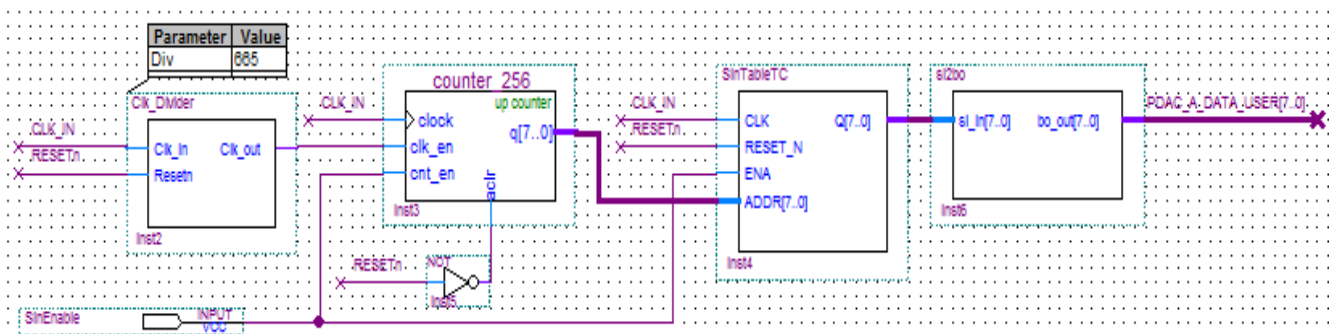 Parameter Value
Div 665
Clk_Divider
CLK_IN
RESETn
Clk_in Clk_out
Resetn
inst2
counter_256
up counter
CLK_IN
clock
q[7..0]
clk_en
cnt_en
aclr
inst3
RESETn
NOT
inst5
SinEnable
INPUT
VCC
SinTableTC
CLK_IN
RESETn
CLK Q[7..0]
RESET_N
ENA
ADDR[7..0]
inst4
si2bo
si_in[7..0] bo_out[7..0]
inst6
PDAC_A.DATA_USER[7..0]